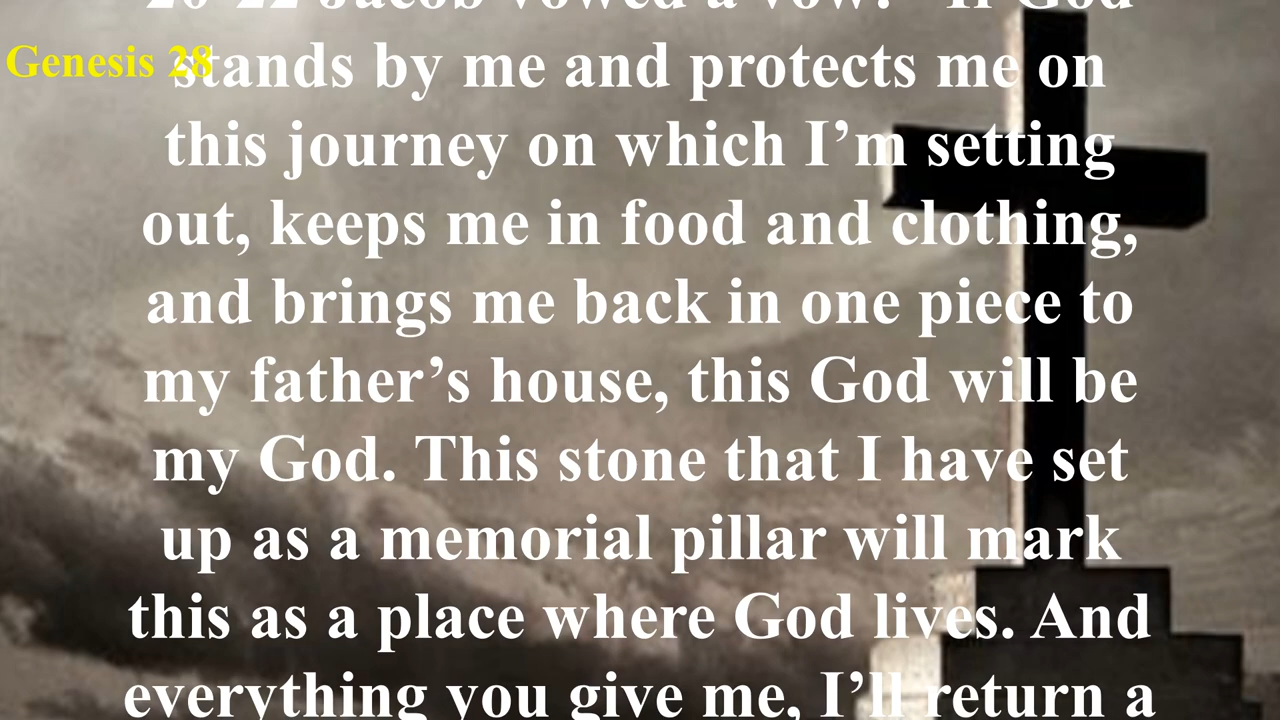 20-22 Jacob vowed a vow: "If God
Genesis 28
stands by me and protects me on
this journey on which I'm setting
out, keeps me in food and clothing,
and brings me back in one piece to
my father's house, this God will be
my God. This stone that I have set
up as a memorial pillar will mark
this as a place where God lives. And
everything you give me, I'll return a